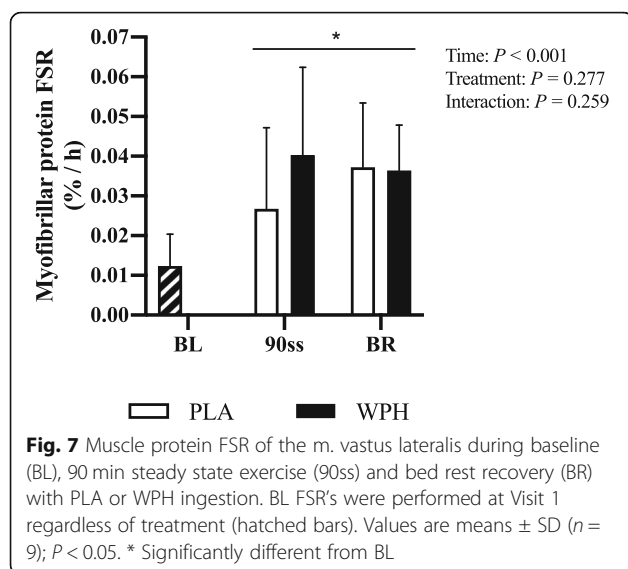 0.07
0.06
0.05
0.04
0.03
0.02
0.01
0.00
Myofibrillar protein FSR
(% / h)
*
Time: P < 0.001
Treatment: P = 0.277
Interaction: P = 0.259
BL 90ss BR
PLA WPH
Fig. 7 Muscle protein FSR of the m. vastus lateralis during baseline
(BL), 90 min steady state exercise (90ss) and bed rest recovery (BR)
with PLA or WPH ingestion. BL FSR's were performed at Visit 1
regardless of treatment (hatched bars). Values are means ± SD (n =
9); P < 0.05. * Significantly different from BL